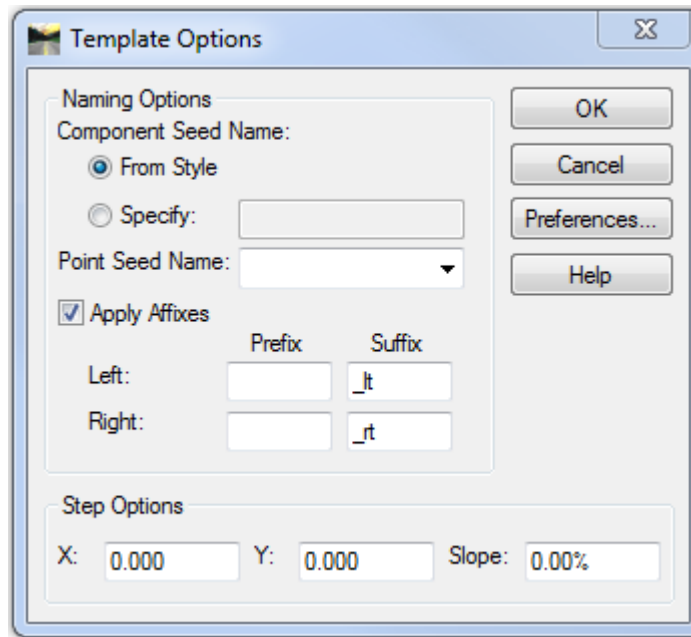 Template Options
Naming Options
Component Seed Name:
From Style
Specify:
Point Seed Name:
Apply Affixes
Prefix Suffix
Left: _lt
Right: _rt
OK
Cancel
Preferences...
Help
Step Options
X: 0.000 Y: 0.000 Slope: 0.00%